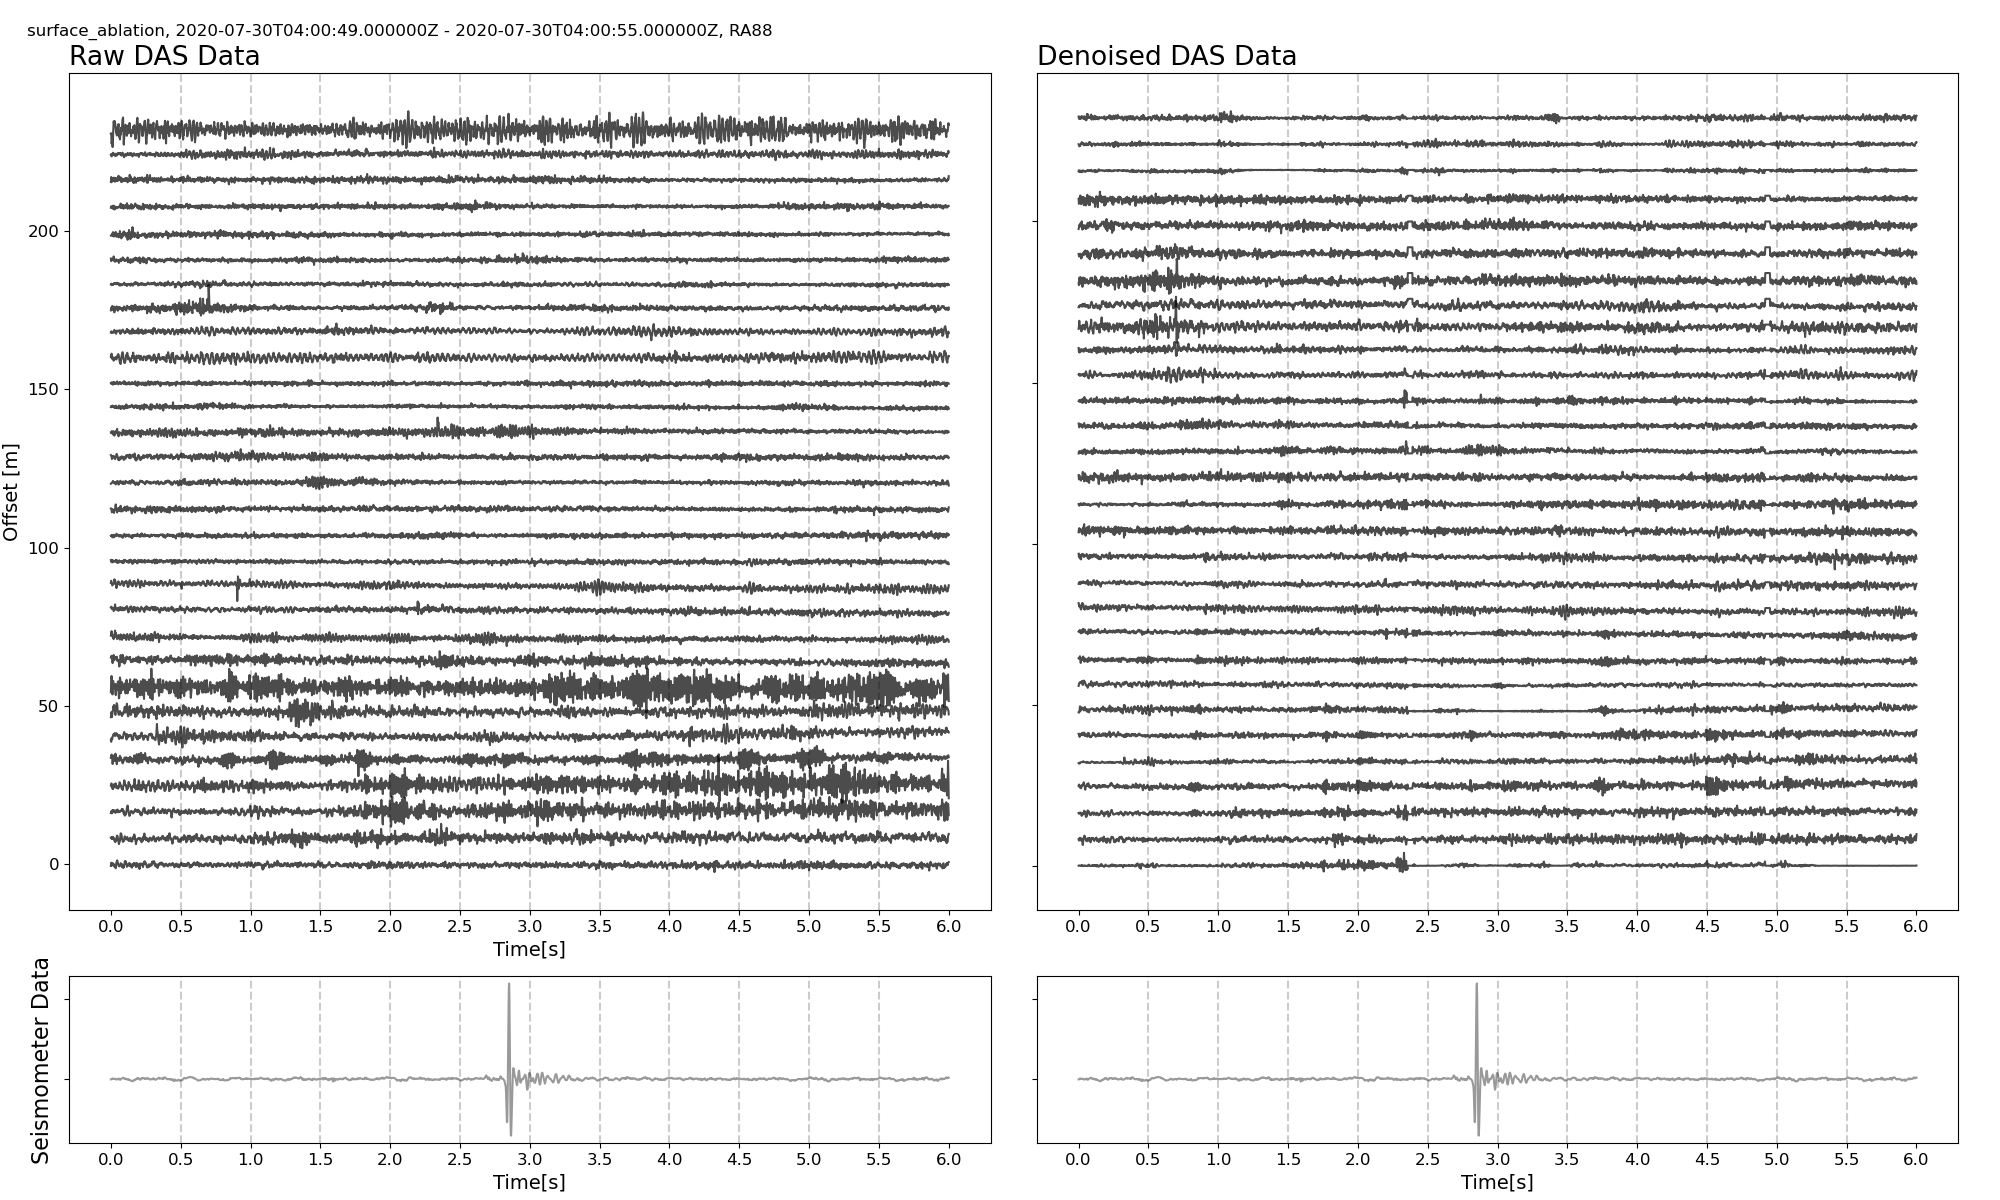 surface_ablation, 2020-07-30T04:00:49.000000Z - 2020-07-30T04:00:55.000000Z, RA88
Raw DAS Data
Denoised DAS Data
Offset [m]
200
150
100
50
0
0.0 0.5 1.0 1.5 2.0 2.5 3.0 3.5 4.0 4.5 5.0 5.5 6.0
Time[s]
0.0 0.5 1.0 1.5 2.0 2.5 3.0 3.5 4.0 4.5 5.0 5.5 6.0
Seismometer Data
0.0 0.5 1.0 1.5 2.0 2.5 3.0 3.5 4.0 4.5 5.0 5.5 6.0
Time[s]
0.0 0.5 1.0 1.5 2.0 2.5 3.0 3.5 4.0 4.5 5.0 5.5 6.0
Time[s]